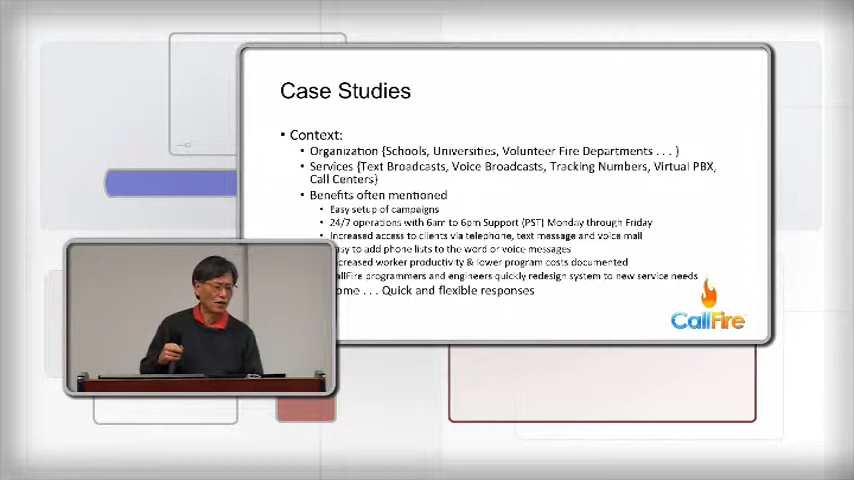 Case Studies
• Context:
• Organization {Schools, Universities, Volunteer Fire Departments . . . }
• Services {Text Broadcasts, Voice Broadcasts, Tracking Numbers, Virtual PBX,
Call Centers}
• Benefits often mentioned
• Easy setup of campaigns
• 24/7 operations with 6am to 6pm Support (PST) Monday through Friday
• Increased access to clients via telephone, text message and voice mail
to add phone lists to the word or voice messages
worker productivity & lower program costs documented
programmers and engineers quickly redesign system to new service needs
. . . Quick and flexible responses
CallFire